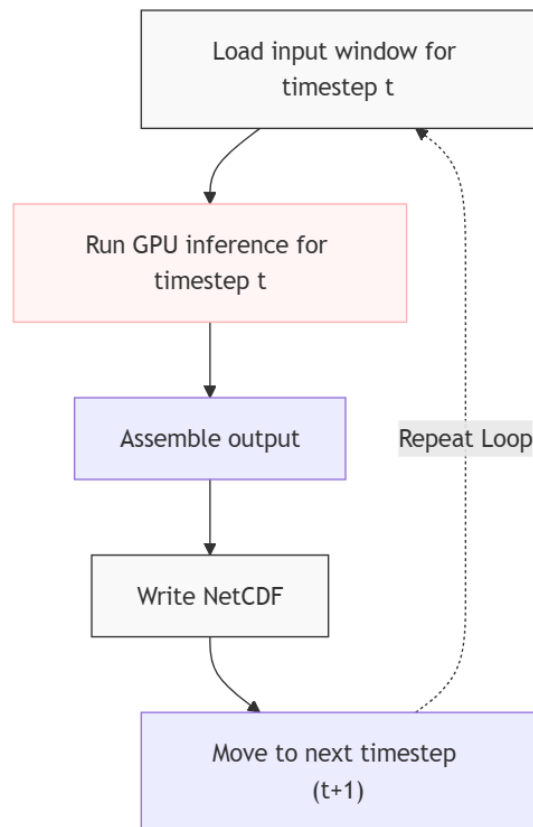 Load input window for
timestep t
Run GPU inference for
timestep t
Assemble output
Repeat Loop
Write NetCDF
Move to next timestep
(t+1)